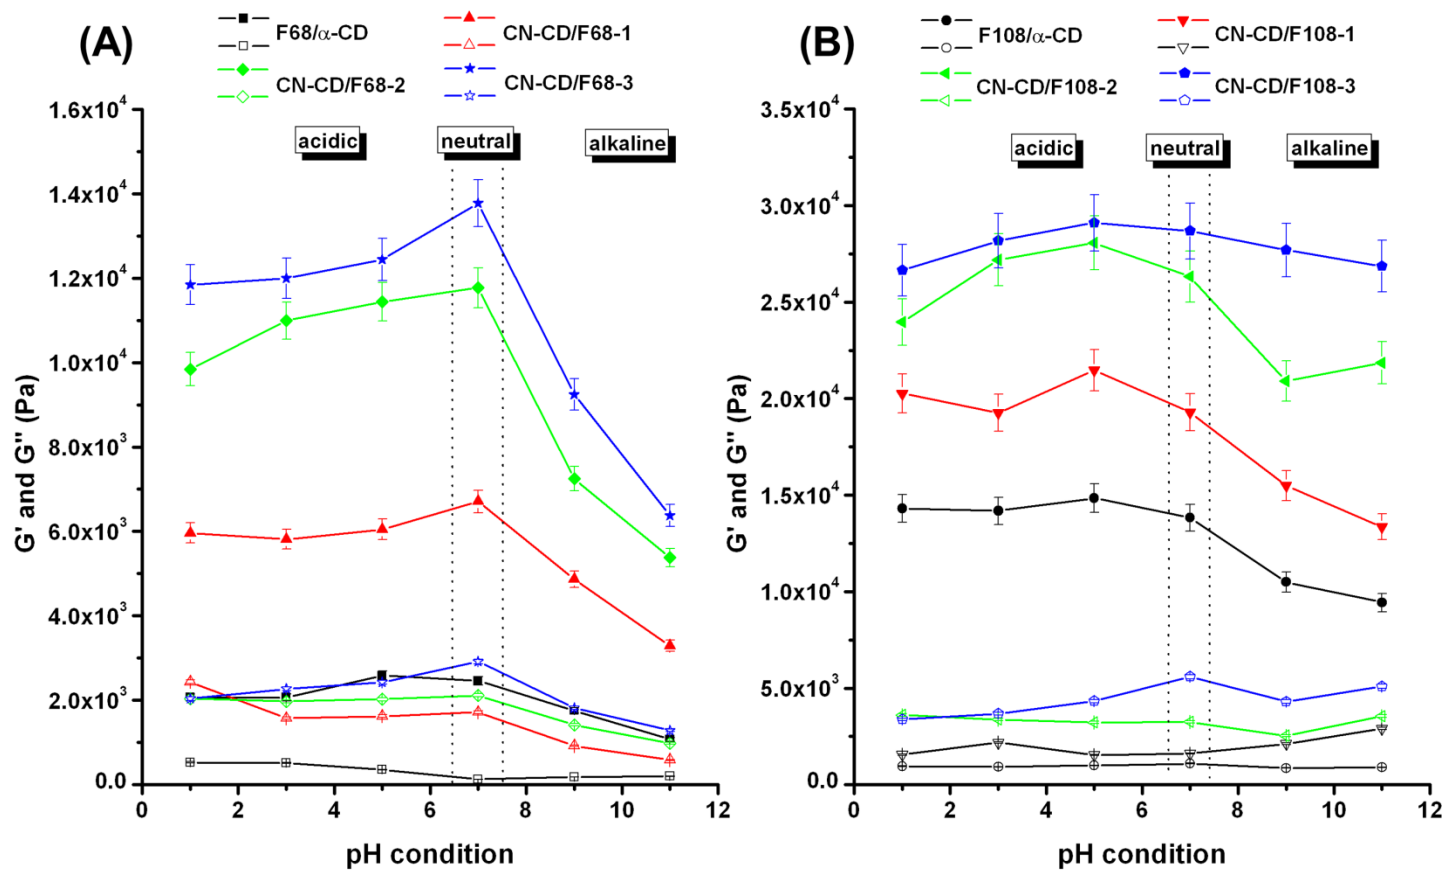 (A)
F68/α-CD
CN-CD/F68-1
CN-CD/F68-2
CN-CD/F68-3
1.6x10⁴
1.4x10⁴
1.2x10⁴
1.0x10⁴
8.0x10³
6.0x10³
4.0x10³
2.0x10³
0.0
G' and G'' (Pa)
acidic
neutral
alkaline
0 2 4 6 8 10 12
pH condition
(B)
F108/α-CD
CN-CD/F108-1
CN-CD/F108-2
CN-CD/F108-3
3.5x10⁴
3.0x10⁴
2.5x10⁴
2.0x10⁴
1.5x10⁴
1.0x10⁴
5.0x10³
0.0
G' and G'' (Pa)
acidic
neutral
alkaline
0 2 4 6 8 10 12
pH condition